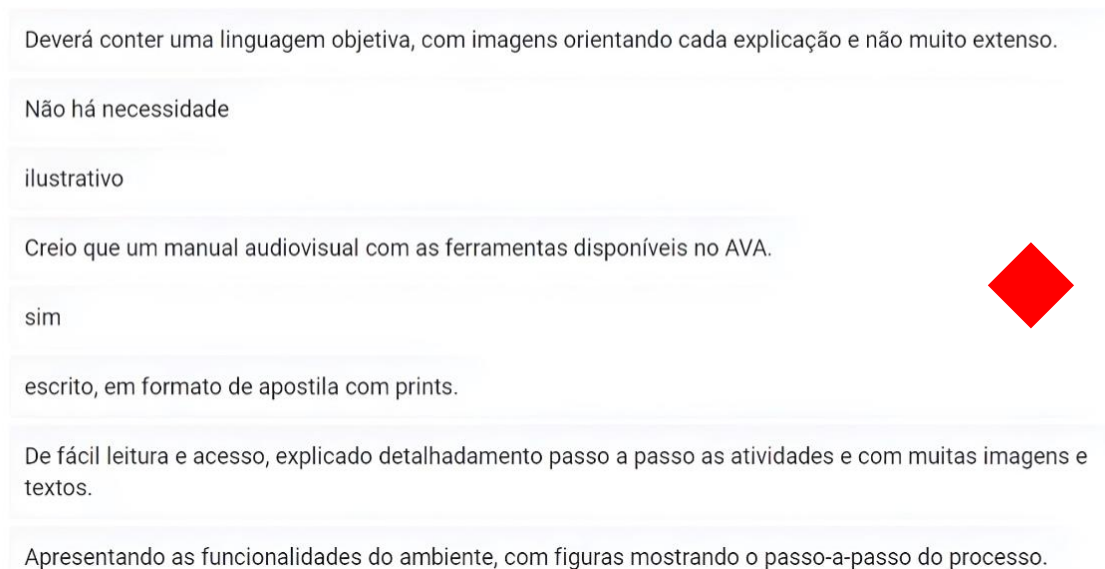 Deverá conter uma linguagem objetiva, com imagens orientando cada explicação e não muito extenso.
Não há necessidade
ilustrativo
Creio que um manual audiovisual com as ferramentas disponíveis no AVA.
sim
escrito, em formato de apostila com prints.
De fácil leitura e acesso, explicado detalhadamento passo a passo as atividades e com muitas imagens e
textos.
Apresentando as funcionalidades do ambiente, com figuras mostrando o passo-a-passo do processo.